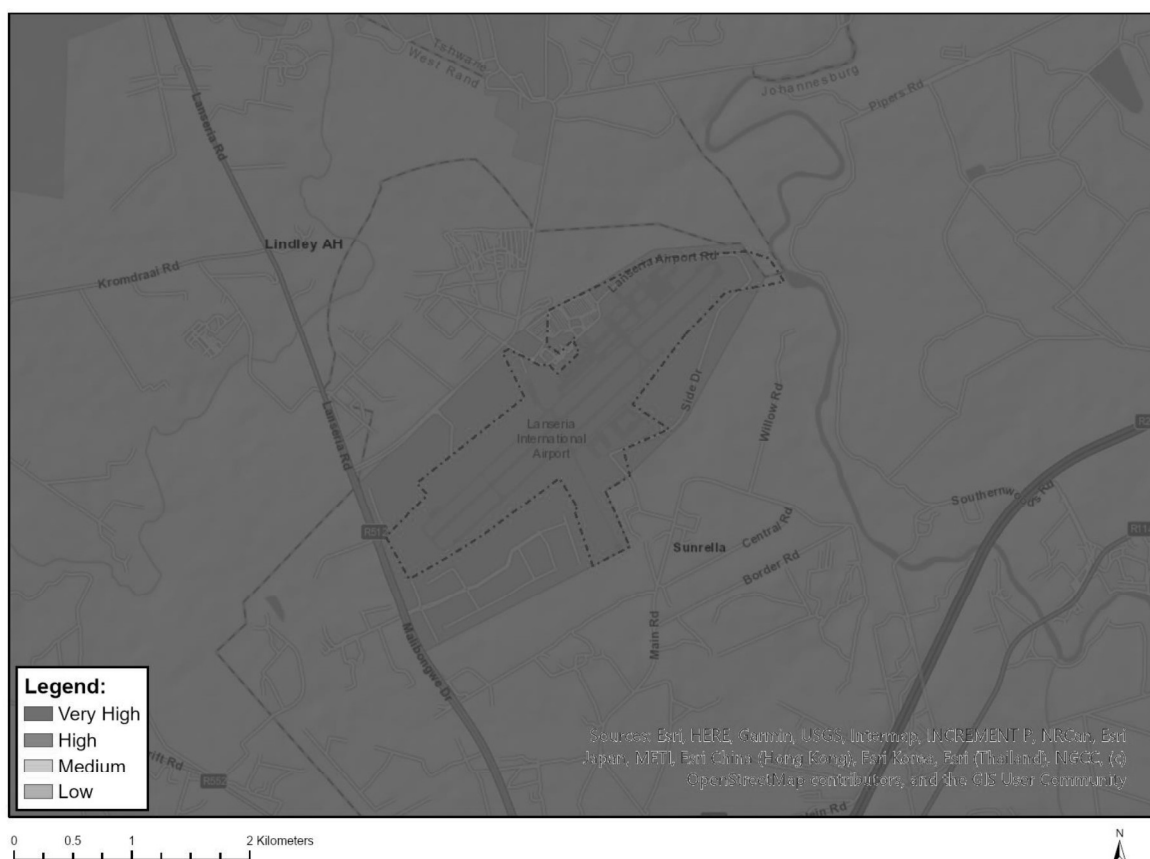 Tshwane
West Rand
Johannesburg
Pipers Rd
Lanseria Rd
Lindley AH
Kromdraai Rd
Lanseria Airport Rd
Side Dr
Willow Rd
Lanseria Rd
Lanseria
International
Airport
R512
Southernwoods Rd
Sunrella
Central Rd
Border Rd
Main Rd
Malibongwe Dr
Legend:
Very High
High
Medium
Low
Sources: Esri, HERE, Garmin, USGS, Intermap, INCREMENT P, NRCan, Esri
Japan, METI, Esri China (Hong Kong), Esri Korea, Esri (Thailand), NGCC, (c)
OpenStreetMap contributors, and the GIS User Community
0 0.5 1 2 Kilometers
N